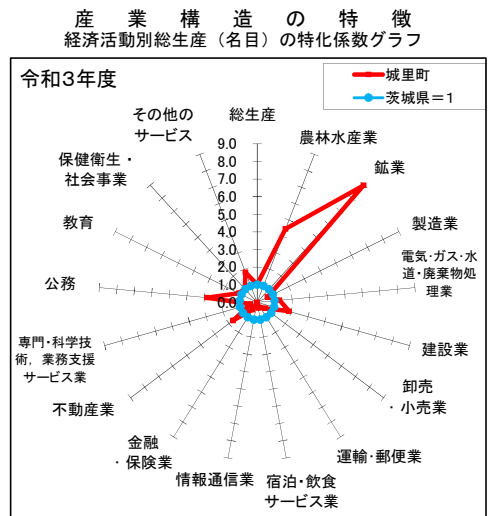 産業構造の特徴
経済活動別総生産（名目）の特化係数グラフ
令和3年度
城里町
茨城県＝1
総生産
9.0
8.0
7.0
6.0
5.0
4.0
3.0
2.0
1.0
0.0
農林水産業
鉱業
製造業
電気・ガス・水
道・廃棄物処
理業
建設業
卸売
・小売業
運輸・郵便業
宿泊・飲食
サービス業
情報通信業
金融
・保険業
不動産業
専門・科学技
術，業務支援
サービス業
公務
教育
保健衛生・
社会事業
その他の
サービス